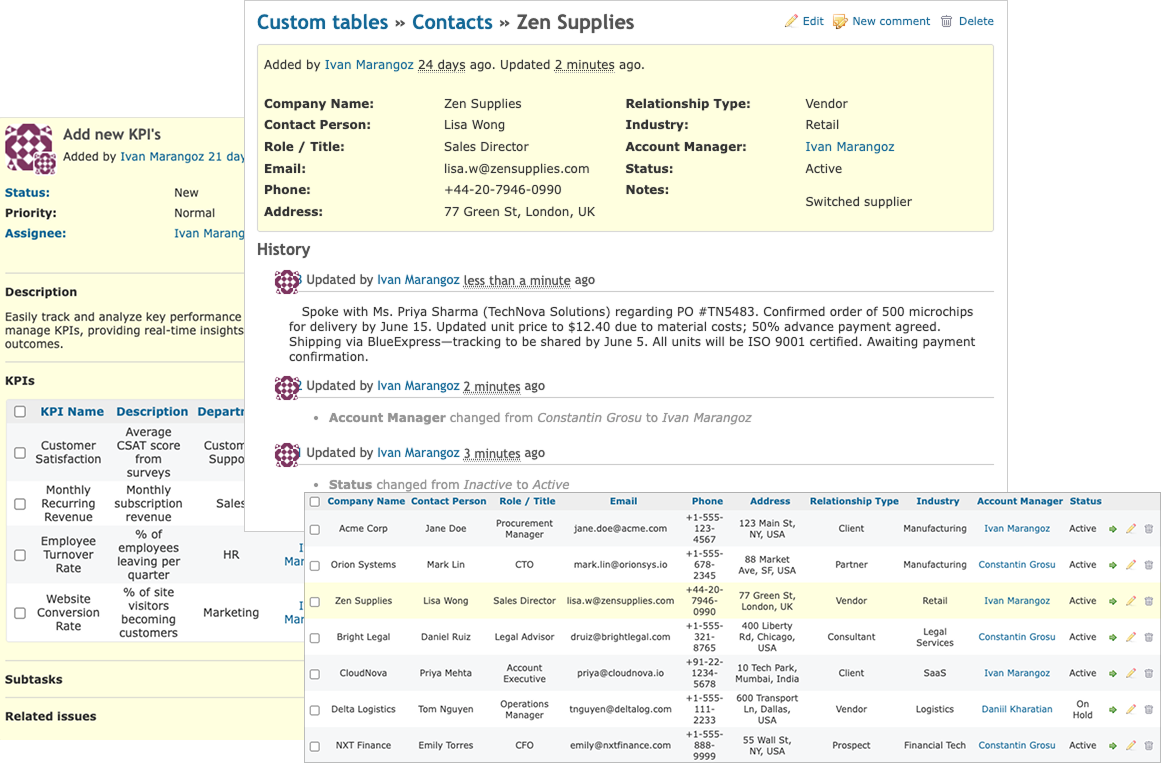 Custom tables » Contacts » Zen Supplies
Edit New comment Delete
Added by Ivan Marangoz 24 days ago. Updated 2 minutes ago.
Company Name: Zen Supplies Relationship Type: Vendor
Contact Person: Lisa Wong Industry: Retail
Role / Title: Sales Director Account Manager: Ivan Marangoz
Email: lisa.w@zensupplies.com Status: Active
Phone: +44-20-7946-0990 Notes:
Switched supplier
Address: 77 Green St, London, UK
History
Updated by Ivan Marangoz less than a minute ago
Spoke with Ms. Priya Sharma (TechNova Solutions) regarding PO #TN5483. Confirmed order of 500 microchips
for delivery by June 15. Updated unit price to $12.40 due to material costs; 50% advance payment agreed.
Shipping via BlueExpress—tracking to be shared by June 5. All units will be ISO 9001 certified. Awaiting payment
confirmation.
Updated by Ivan Marangoz 2 minutes ago
• Account Manager changed from Constantin Grosu to Ivan Marangoz
Updated by Ivan Marangoz 3 minutes ago
• Status changed from Inactive to Active
Add new KPI's
Added by Ivan Marangoz 21 day
Status: New
Priority: Normal
Assignee: Ivan Marang
Description
Easily track and analyze key performance
manage KPIs, providing real-time insights
outcomes.
KPIs
KPI Name Description Departm
Customer
Satisfaction
Average
CSAT score
from
surveys
Custom
Suppo
Monthly
Recurring
Revenue
Monthly
subscription
revenue
Sales
Employee
Turnover
Rate
% of
employees
leaving per
quarter
HR
I
Mar
Website
Conversion
Rate
% of site
visitors
becoming
customers
Marketing
I
Mar
Subtasks
Related issues
Company Name Contact Person Role / Title Email Phone Address Relationship Type Industry Account Manager Status
Acme Corp Jane Doe Procurement Manager jane.doe@acme.com +1-555-123-4567 123 Main St, NY, USA Client Manufacturing Ivan Marangoz Active
Orion Systems Mark Lin CTO mark.lin@orionsys.io +1-555-678-2345 88 Market Ave, SF, USA Partner Manufacturing Constantin Grosu Active
Zen Supplies Lisa Wong Sales Director lisa.w@zensupplies.com +44-20-7946-0990 77 Green St, London, UK Vendor Retail Ivan Marangoz Active
Bright Legal Daniel Ruiz Legal Advisor druiz@brightlegal.com +1-555-321-8765 400 Liberty Rd, Chicago, USA Consultant Legal Services Constantin Grosu Active
CloudNova Priya Mehta Account Executive priya@cloudnova.io +91-22-1234-5678 10 Tech Park, Mumbai, India Client SaaS Ivan Marangoz Active
Delta Logistics Tom Nguyen Operations Manager tnguyen@deltalog.com +1-555-111-2233 600 Transport Ln, Dallas, USA Vendor Logistics Daniil Kharatian On Hold
NXT Finance Emily Torres CFO emily@nxtfinance.com +1-555-888-9999 55 Wall St, NY, USA Prospect Financial Tech Constantin Grosu Active